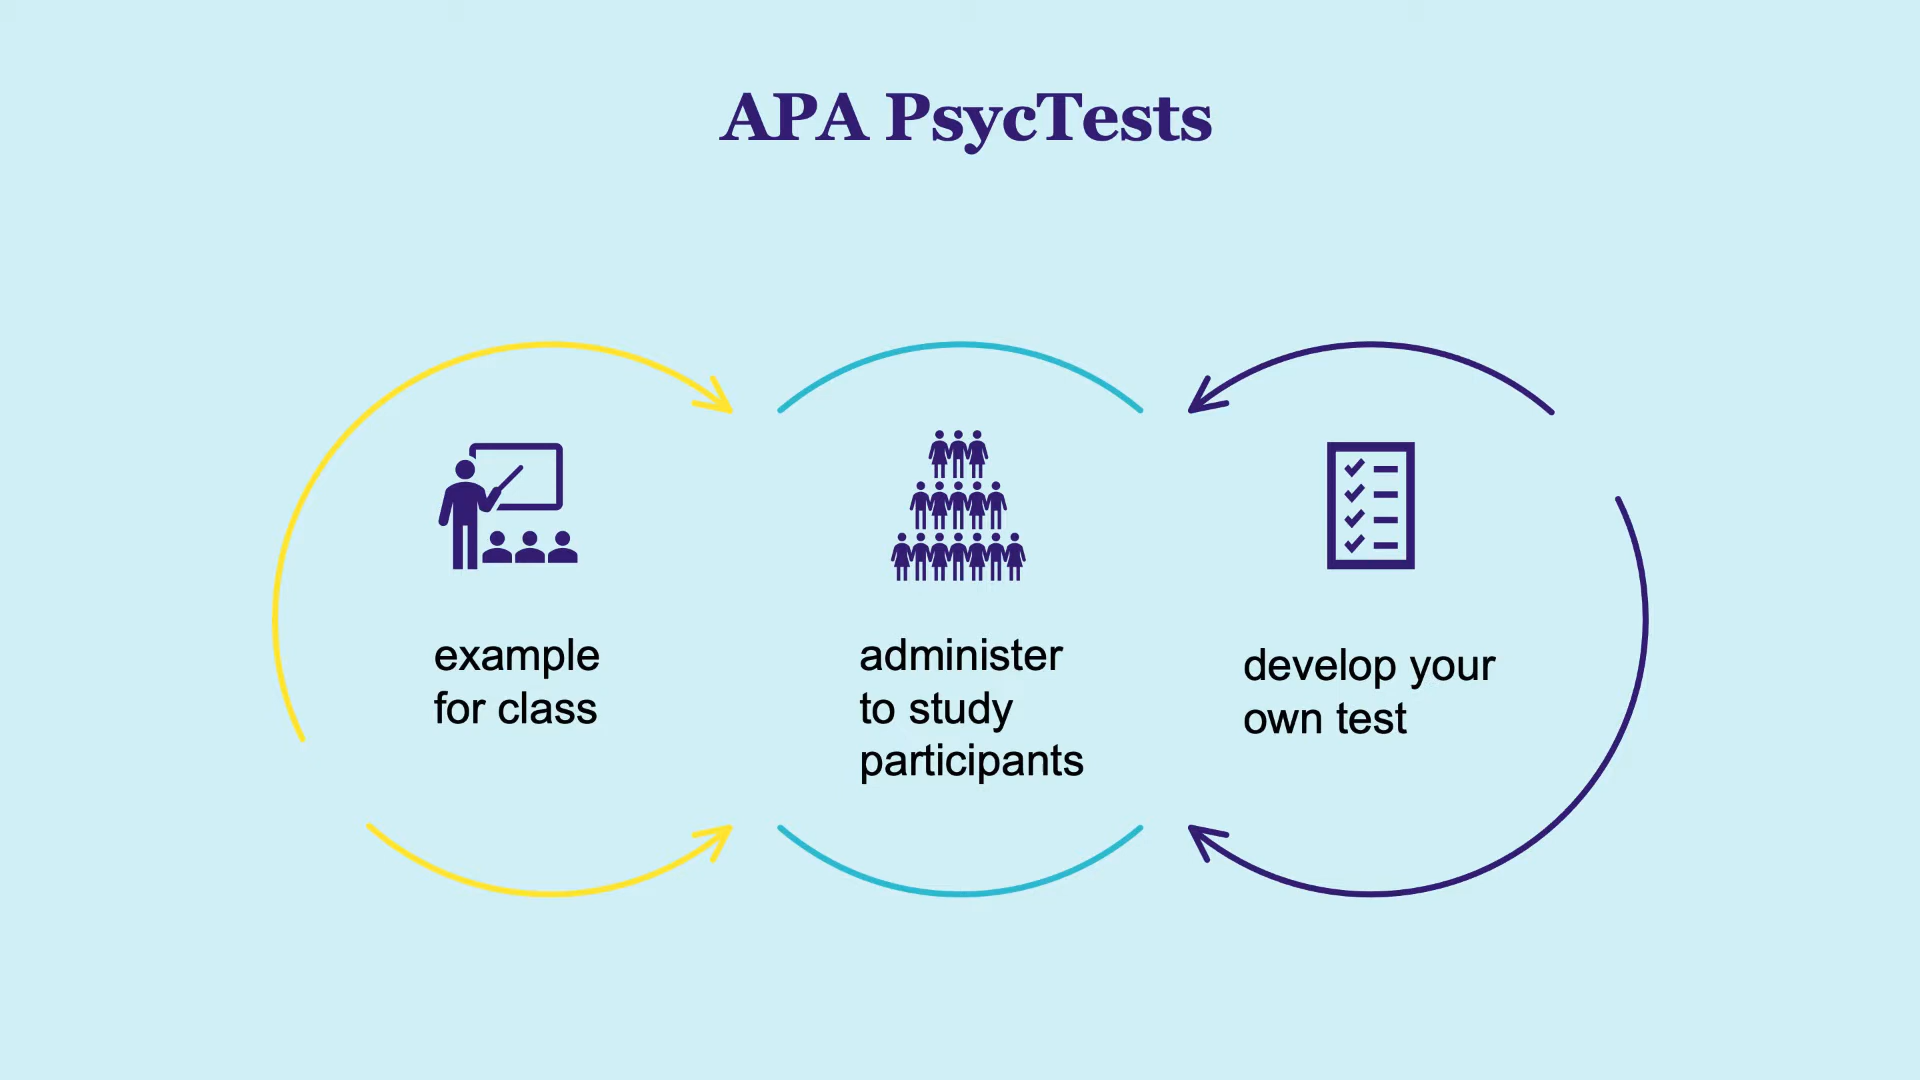 APA PsycTests
example
for class
administer
to study
participants
develop your
own test